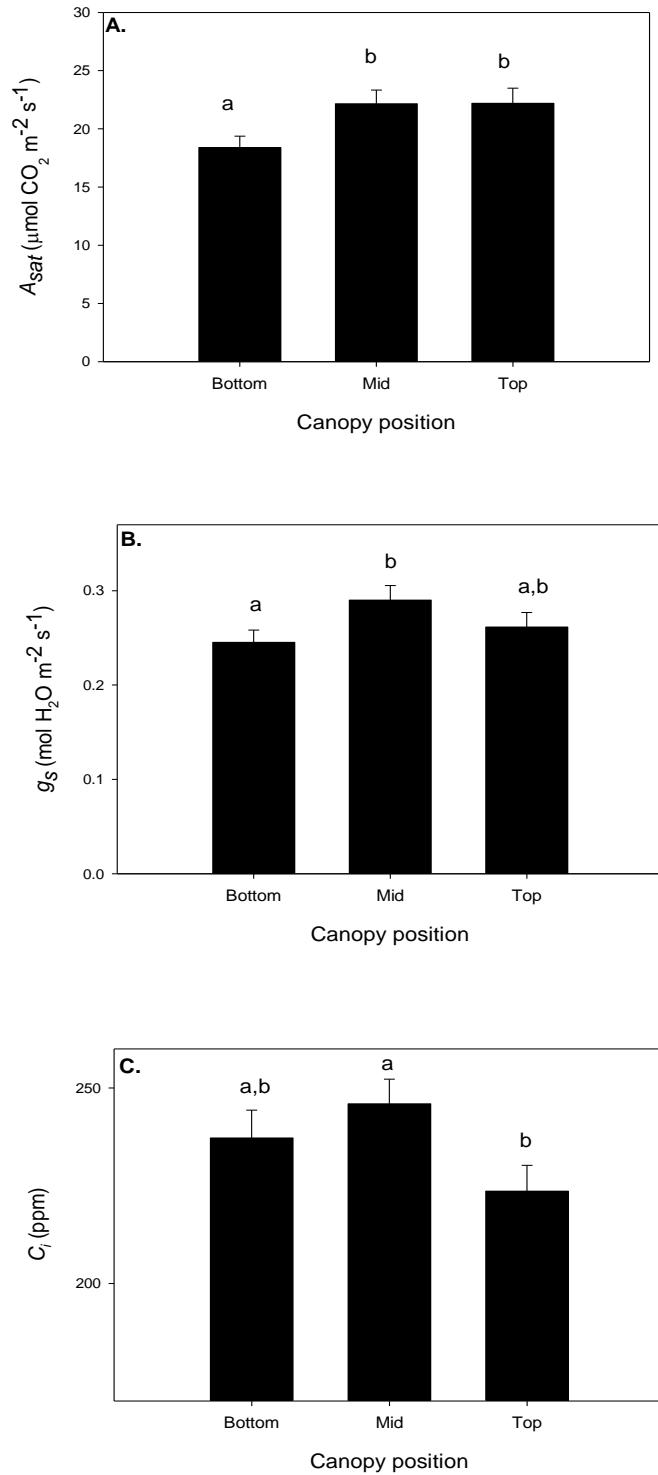 A.
30
25
20
15
10
5
0
Asat (μmol CO2 m-2 s-1)
a
b
b
Bottom Mid Top
Canopy position
B.
0.3
0.2
0.1
0.0
gs (mol H2O m-2 s-1)
a
b
a,b
Bottom Mid Top
Canopy position
C.
250
200
Ci (ppm)
a,b
a
b
Bottom Mid Top
Canopy position